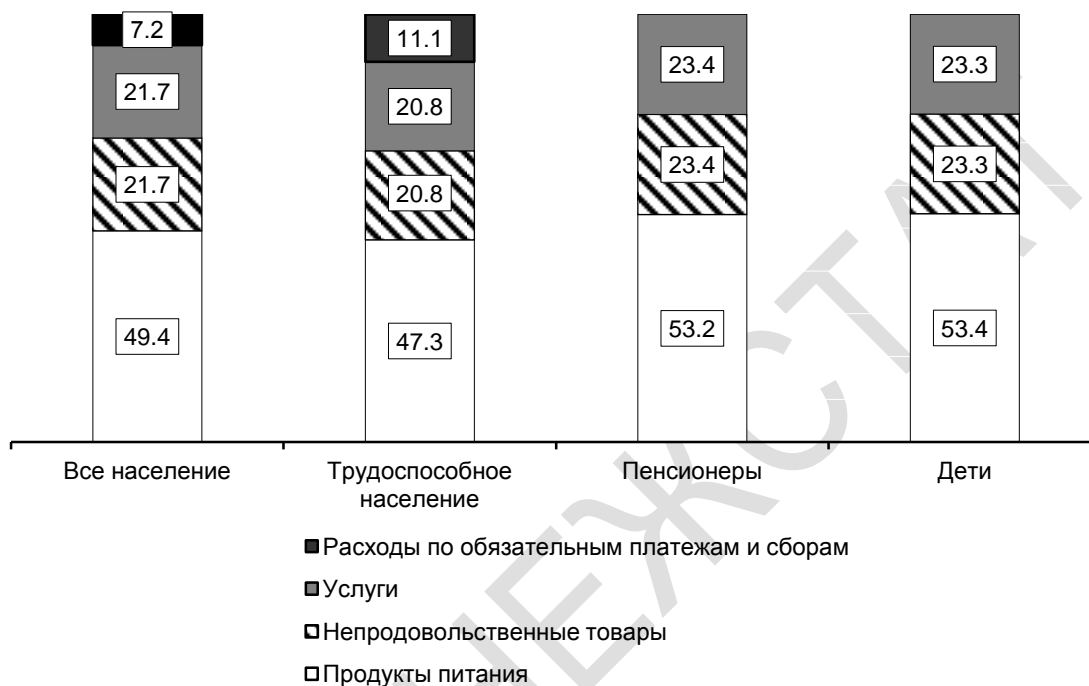 7.2 11.1
21.7 20.8 23.4 23.3
21.7 20.8 23.4 23.3
49.4 47.3 53.2 53.4
Все население Трудоспособное население Пенсионеры Дети
Расходы по обязательным платежам и сборам
Услуги
Непродовольственные товары
Продукты питания